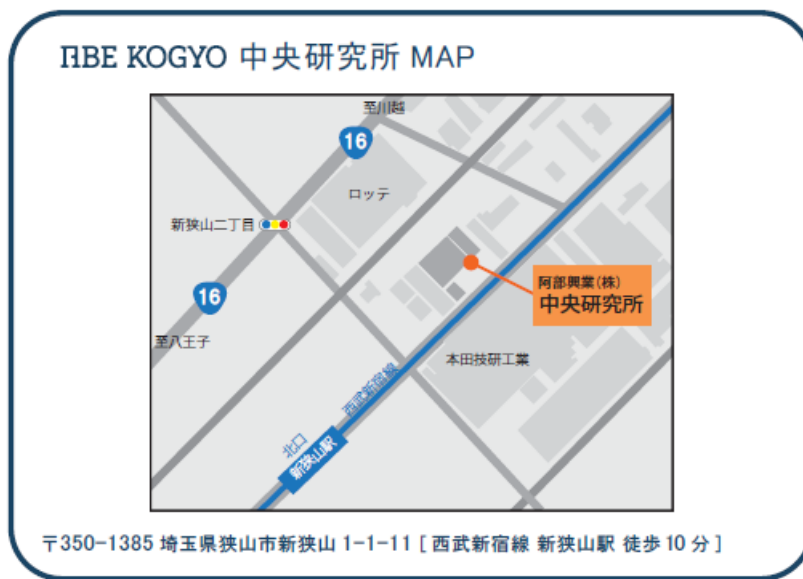 ABE KOGYO 中央研究所 MAP
至川越
16
ロッテ
新狭山二丁目
16
阿部興業(株)
中央研究所
至八王子
本田技研工業
西武新宿線
北口
新狭山駅
〒350-1385 埼玉県狭山市新狭山 1-1-11 [ 西武新宿線 新狭山駅 徒歩 10 分 ]